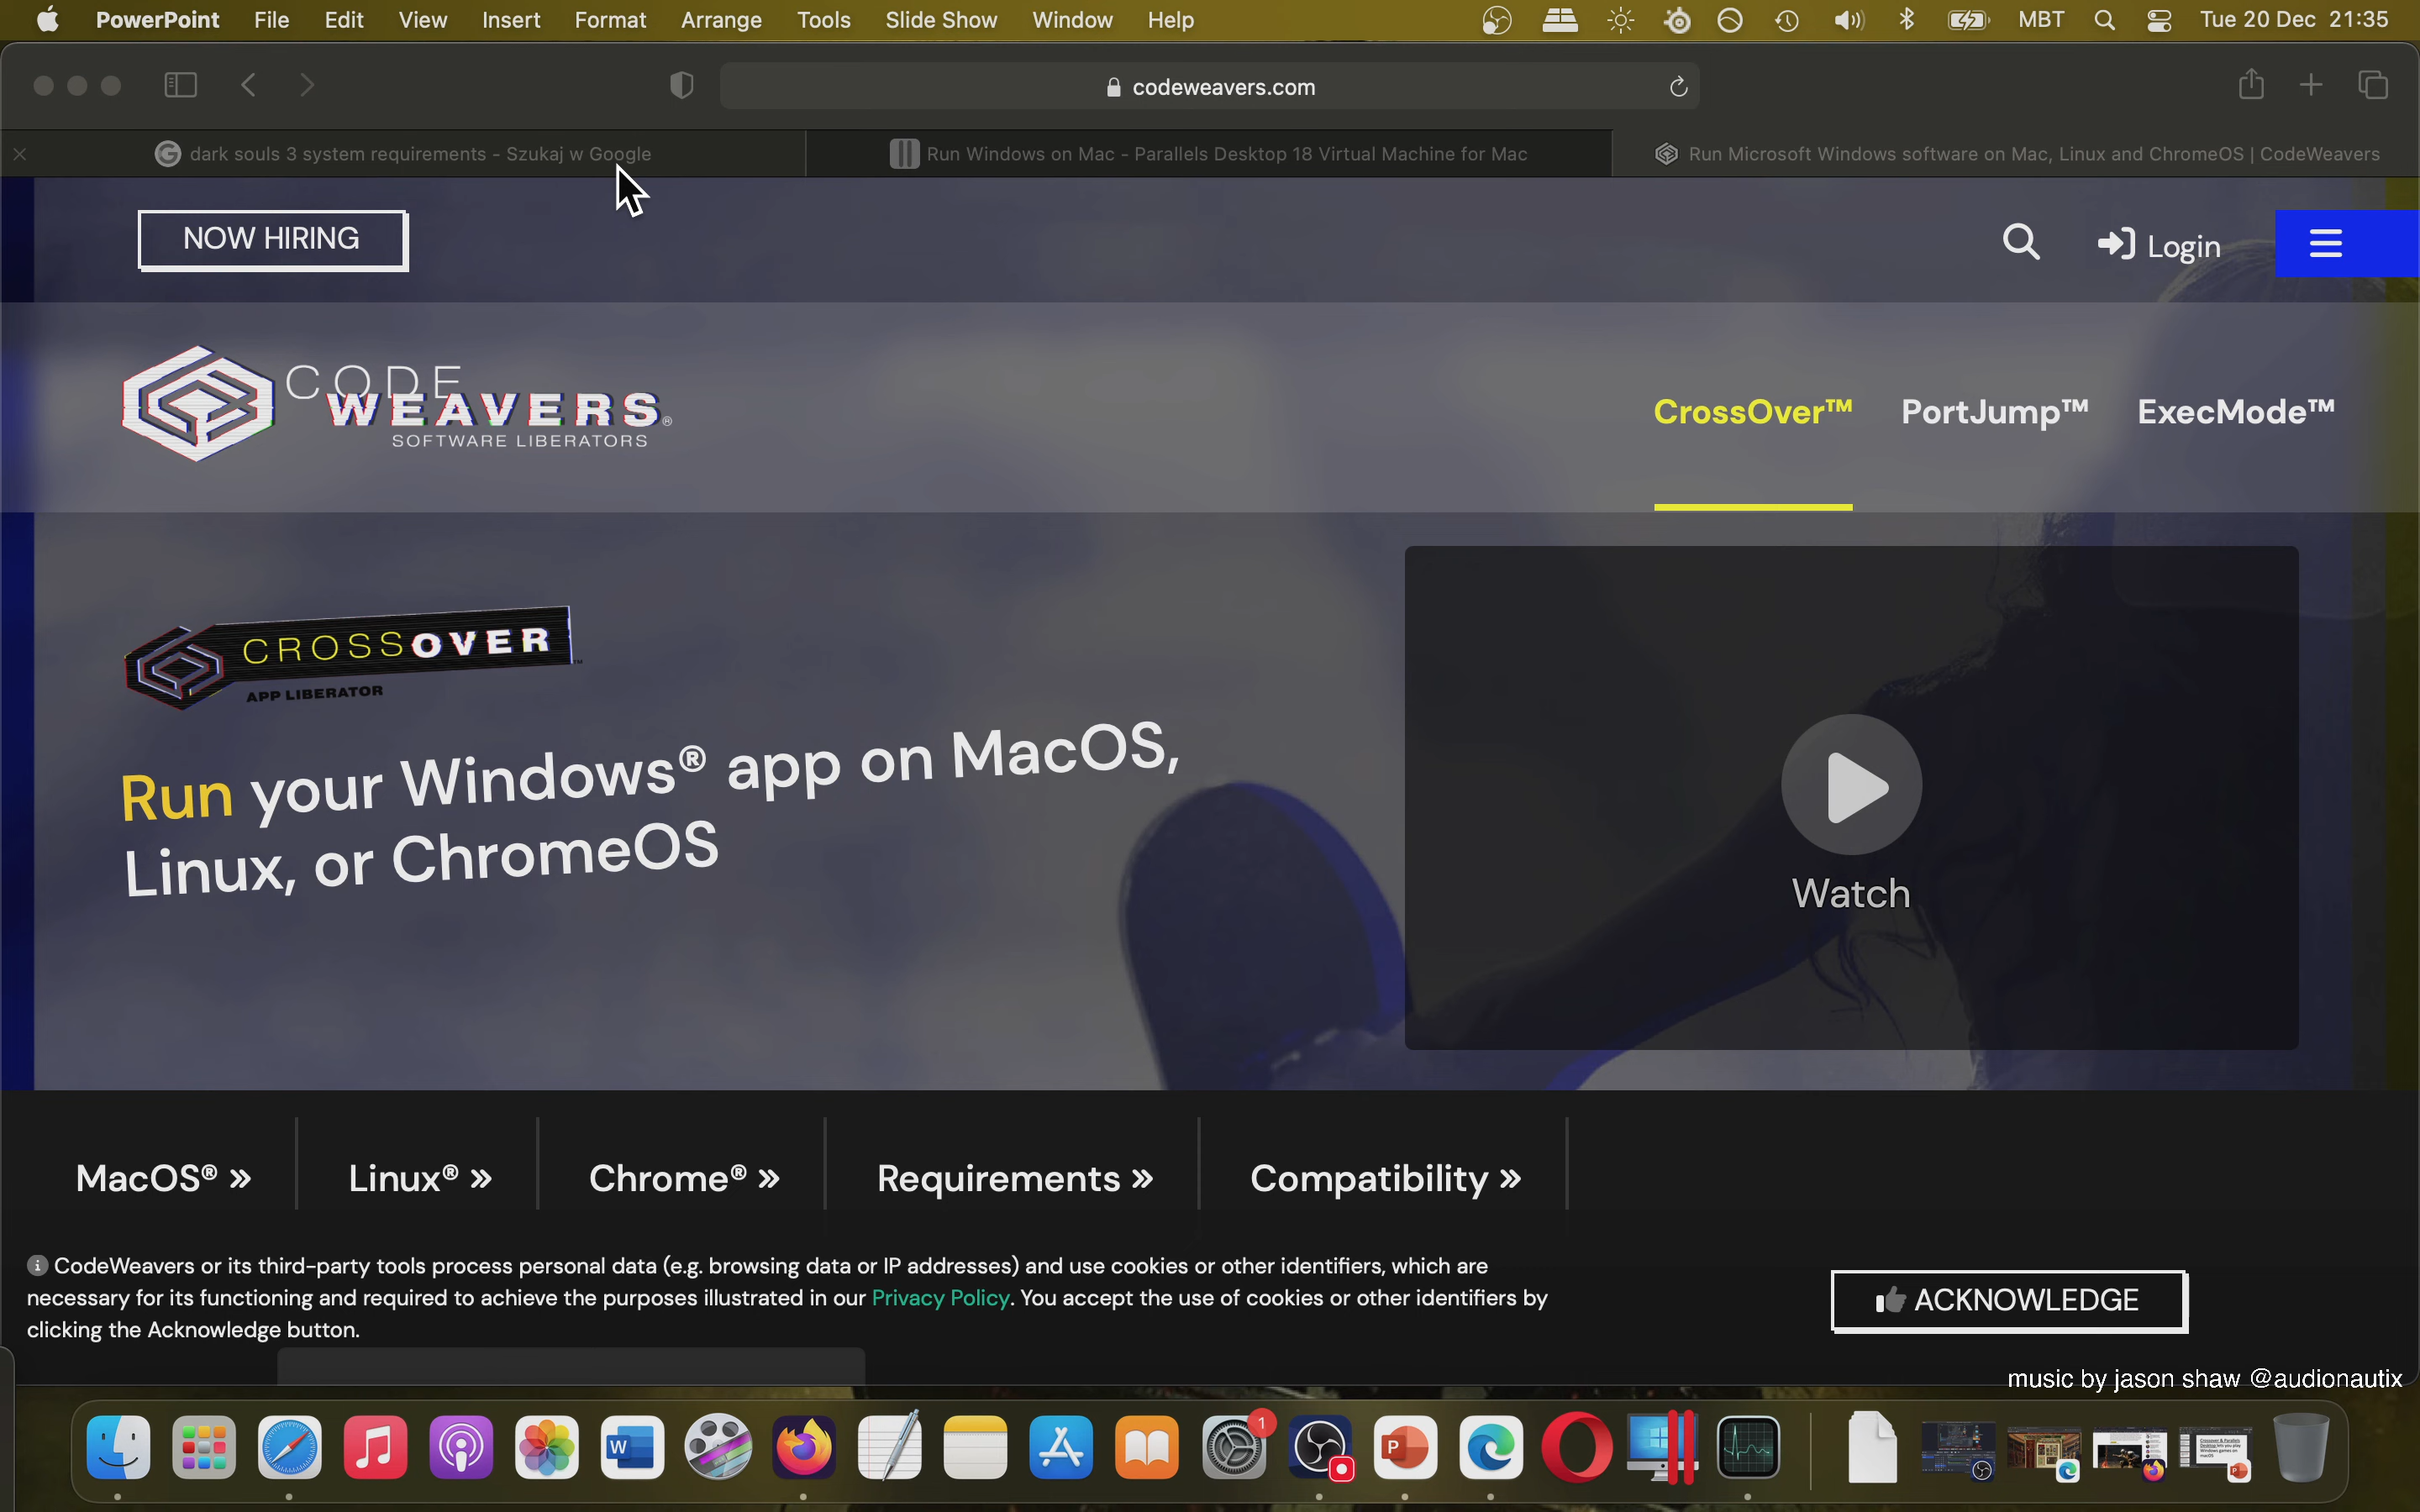 PowerPoint File Edit View Insert Format Arrange Tools Slide Show Window Help MBT Tue 20 Dec 21:35
codeweavers.com
dark souls 3 system requirements - Szukaj w Google
Run Windows on Mac - Parallels Desktop 18 Virtual Machine for Mac
Run Microsoft Windows software on Mac, Linux and ChromeOS | CodeWeavers
NOW HIRING
Login
CODE
WEAVERS®
SOFTWARE LIBERATORS
CrossOver™ PortJump™ ExecMode™
CROSSOVER™
APP LIBERATOR
Run your Windows® app on MacOS,
Linux, or ChromeOS
Watch
MacOS® » Linux® » Chrome® » Requirements » Compatibility »
CodeWeavers or its third-party tools process personal data (e.g. browsing data or IP addresses) and use cookies or other identifiers, which are
necessary for its functioning and required to achieve the purposes illustrated in our Privacy Policy. You accept the use of cookies or other identifiers by
clicking the Acknowledge button.
ACKNOWLEDGE
music by jason shaw @audionautix
W
1
P